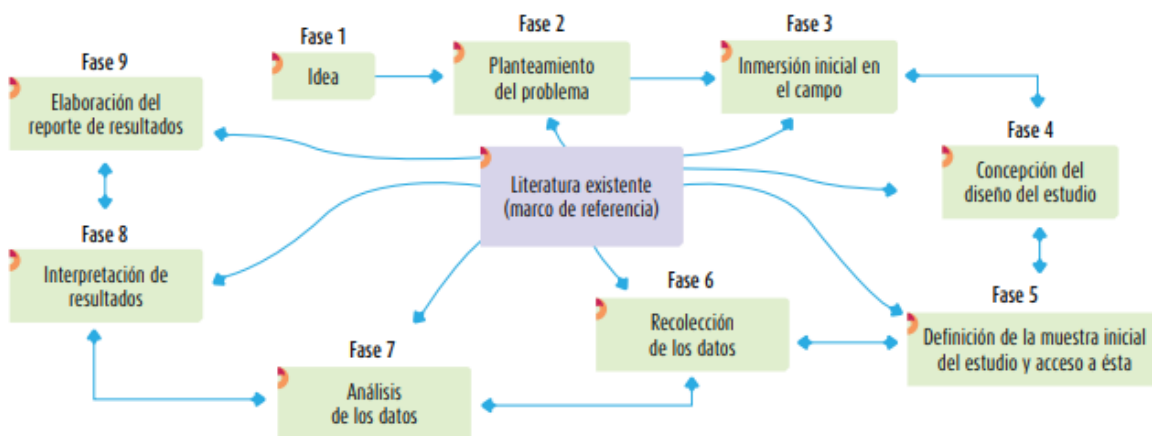 Fase 1
Idea
Fase 2
Planteamiento
del problema
Fase 3
Inmersión inicial en
el campo
Fase 4
Concepción del
diseño del estudio
Fase 5
Definición de la muestra inicial
del estudio y acceso a ésta
Fase 6
Recolección
de los datos
Fase 7
Análisis
de los datos
Fase 8
Interpretación de
resultados
Fase 9
Elaboración del
reporte de resultados
Literatura existente
(marco de referencia)